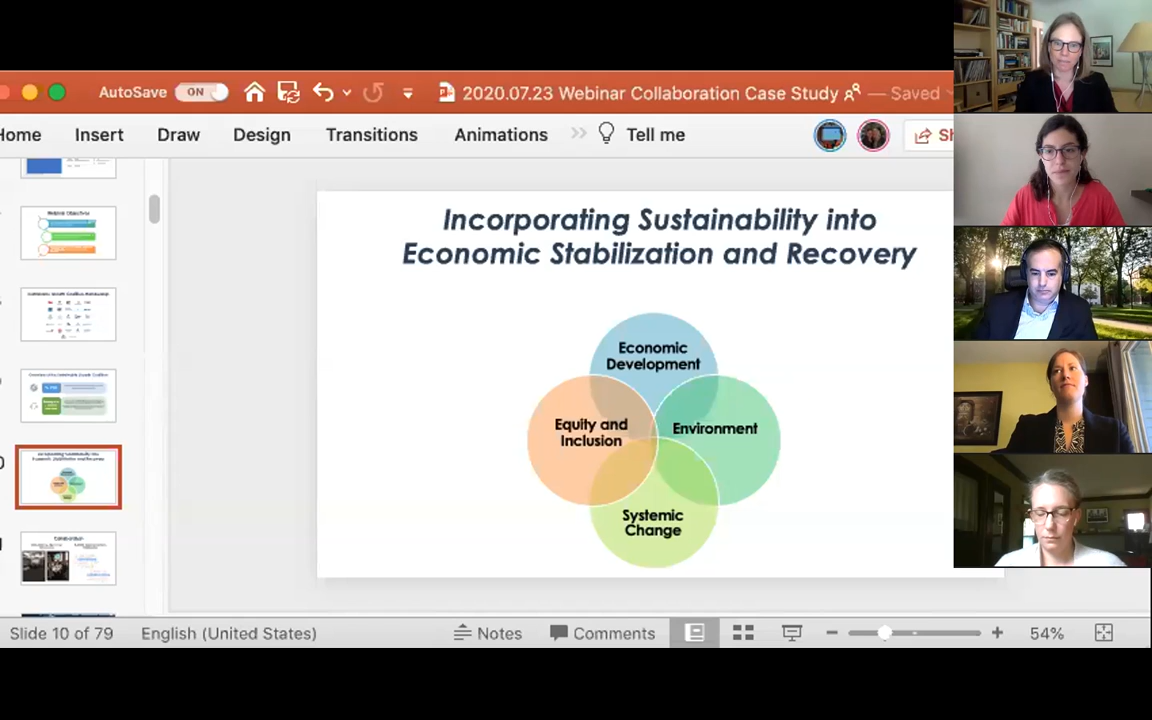 AutoSave ON 2020.07.23 Webinar Collaboration Case Study — Saved
Home Insert Draw Design Transitions Animations Tell me Sh
Incorporating Sustainability into
Economic Stabilization and Recovery
Economic
Development
Equity and
Inclusion
Environment
Systemic
Change
Slide 10 of 79 English (United States) Notes Comments 54%